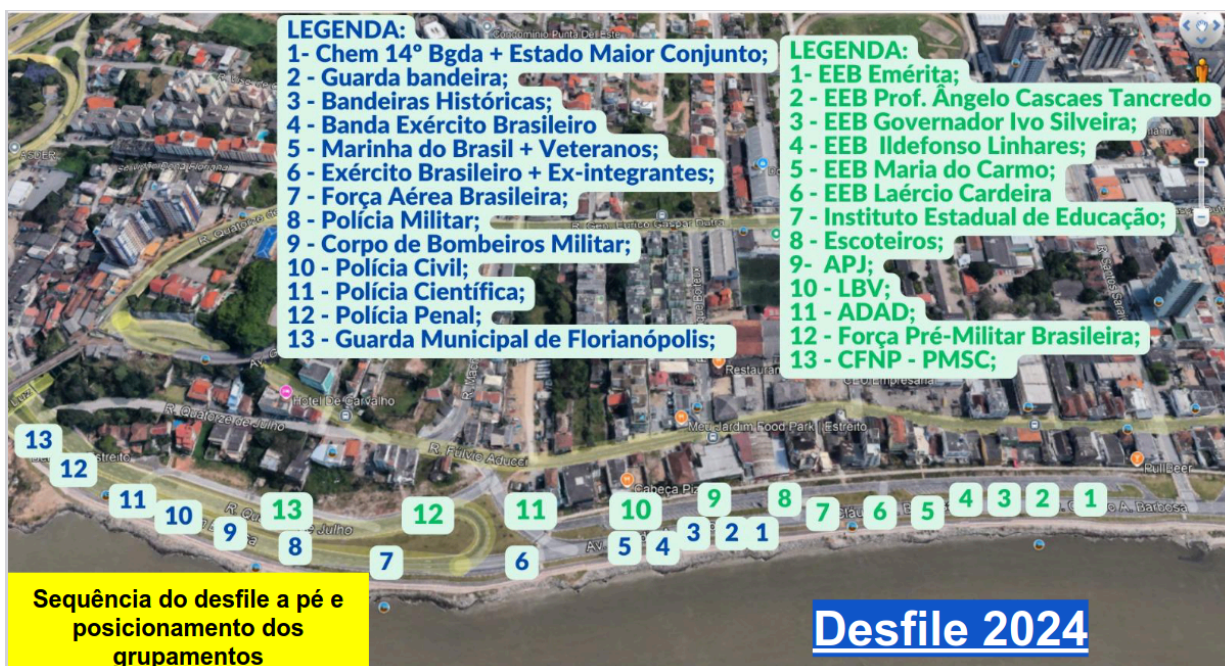 LEGENDA:
1- Chem 14º Bgda + Estado Maior Conjunto;
2 - Guarda bandeira;
3 - Bandeiras Históricas;
4 - Banda Exército Brasileiro
5 - Marinha do Brasil + Veteranos;
6 - Exército Brasileiro + Ex-integrantes;
7 - Força Aérea Brasileira;
8 - Polícia Militar;
9 - Corpo de Bombeiros Militar;
10 - Polícia Civil;
11 - Polícia Científica;
12 - Polícia Penal;
13 - Guarda Municipal de Florianópolis;
LEGENDA:
1- EEB Emérita;
2 - EEB Prof. Ângelo Cascaes Tancredo
3 - EEB Governador Ivo Silveira;
4 - EEB Ildefonso Linhares;
5 - EEB Maria do Carmo;
6 - EEB Laércio Cardeira
7 - Instituto Estadual de Educação;
8 - Escoteiros;
9- APJ;
10 - LBV;
11 - ADAD;
12 - Força Pré-Militar Brasileira;
13 - CFNP - PMSC;
Hotel De Carvalho
R. Quatorze de Julho
R. Fúlvio Aducci
Meu Jardim Food Park | Estreito
PullBeer
13 12 11 10 9 8 7 6 5 4 3 2 1
13 12 11 10 9 8 7 6 5 4 3 2 1
Sequência do desfile a pé e
posicionamento dos
grupamentos
Desfile 2024